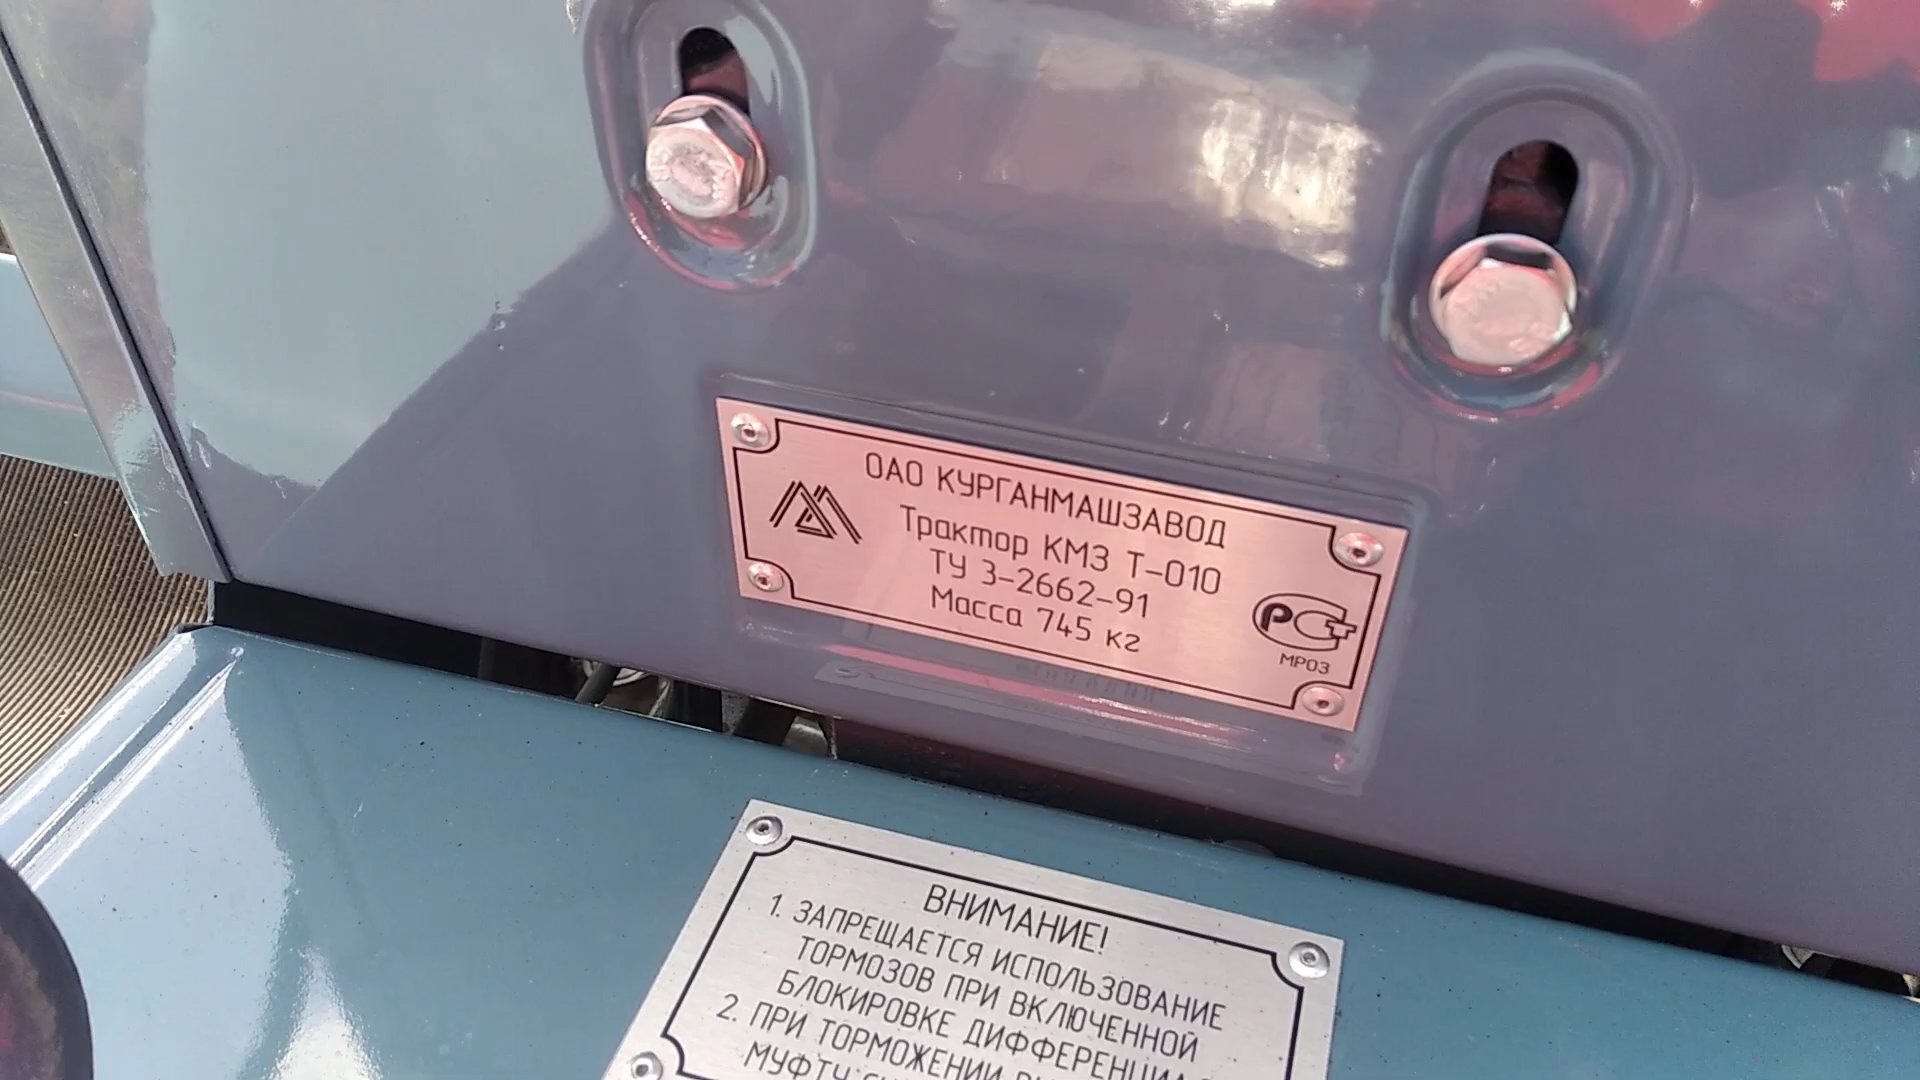 ОАО КУРГАНМАШЗАВОД
Трактор КМЗ Т-010
ТУ 3-2662-91
Масса 745 кг
РСТ
МР03
ВНИМАНИЕ!
1. ЗАПРЕЩАЕТСЯ ИСПОЛЬЗОВАНИЕ
ТОРМОЗОВ ПРИ ВКЛЮЧЕННОЙ
БЛОКИРОВКЕ
2. ПРИ ТОРМОЖЕНИИ